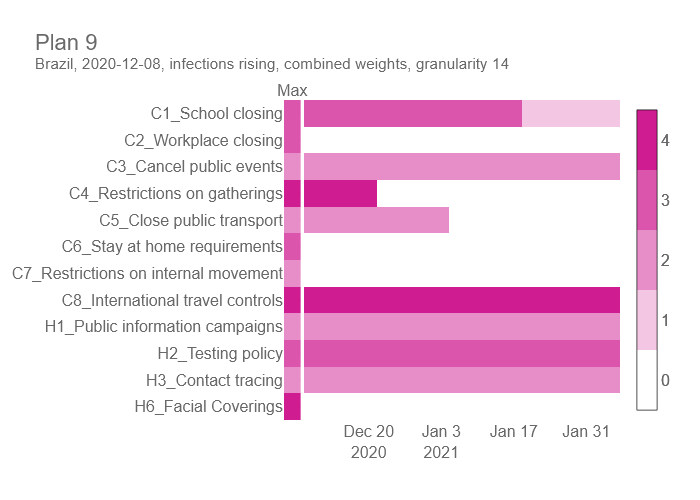 Plan 9
Brazil, 2020-12-08, infections rising, combined weights, granularity 14
Max
C1_School closing
C2_Workplace closing
C3_Cancel public events
C4_Restrictions on gatherings
C5_Close public transport
C6_Stay at home requirements
C7_Restrictions on internal movement
C8_International travel controls
H1_Public information campaigns
H2_Testing policy
H3_Contact tracing
H6_Facial Coverings
4
3
2
1
0
Dec 20 Jan 3 Jan 17 Jan 31
2020 2021